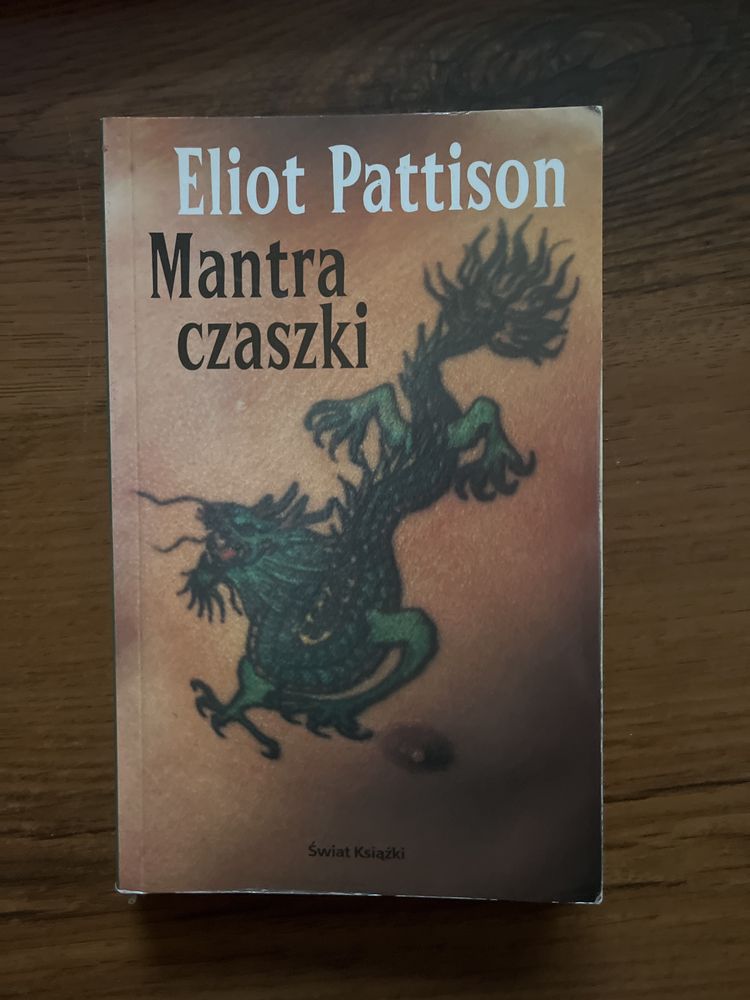 Eliot Pattison
Mantra
czaszki
Świat Książki